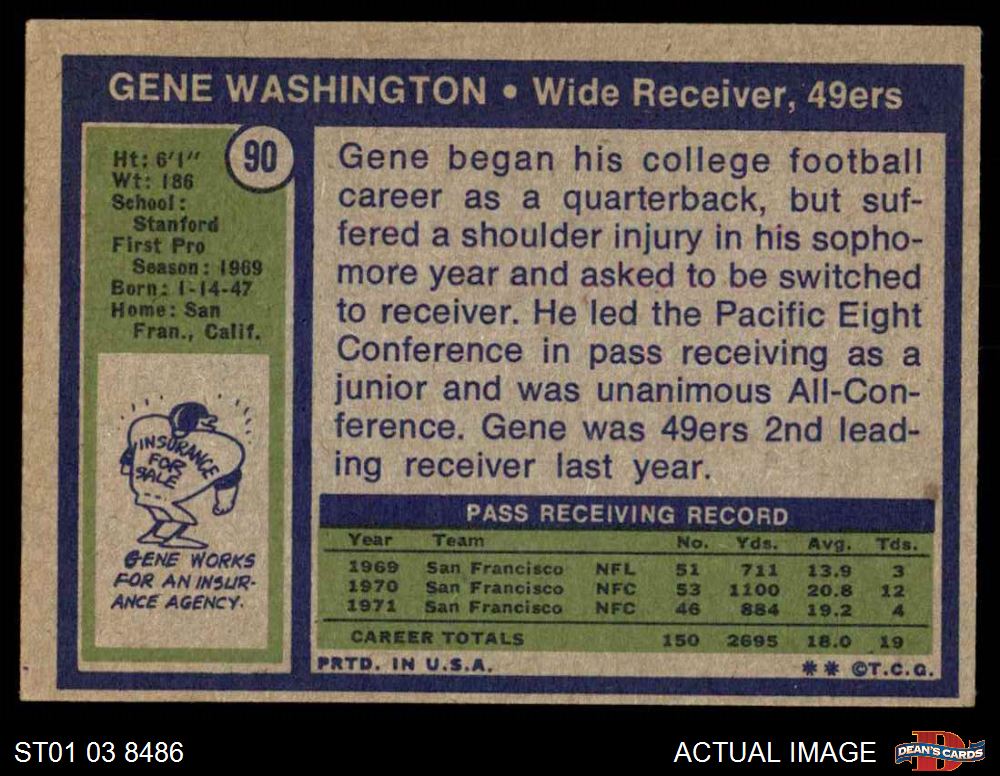 GENE WASHINGTON • Wide Receiver, 49ers
90
Ht: 6'1"
Wt: 186
School:
Stanford
First Pro
Season: 1969
Born: 1-14-47
Home: San
Fran., Calif.
INSURANCE
FOR
SALE
GENE WORKS
FOR AN INSUR-
ANCE AGENCY.
Gene began his college football
career as a quarterback, but suf-
fered a shoulder injury in his sopho-
more year and asked to be switched
to receiver. He led the Pacific Eight
Conference in pass receiving as a
junior and was unanimous All-Con-
ference. Gene was 49ers 2nd lead-
ing receiver last year.
PASS RECEIVING RECORD
Year Team No. Yds. Avg. Tds.
1969 San Francisco NFL 51 711 13.9 3
1970 San Francisco NFC 53 1100 20.8 12
1971 San Francisco NFC 46 884 19.2 4
CAREER TOTALS 150 2695 18.0 19
PRTD. IN U.S.A. ** ©T.C.G.
ST01 03 8486
ACTUAL IMAGE
D
DEAN'S CARDS